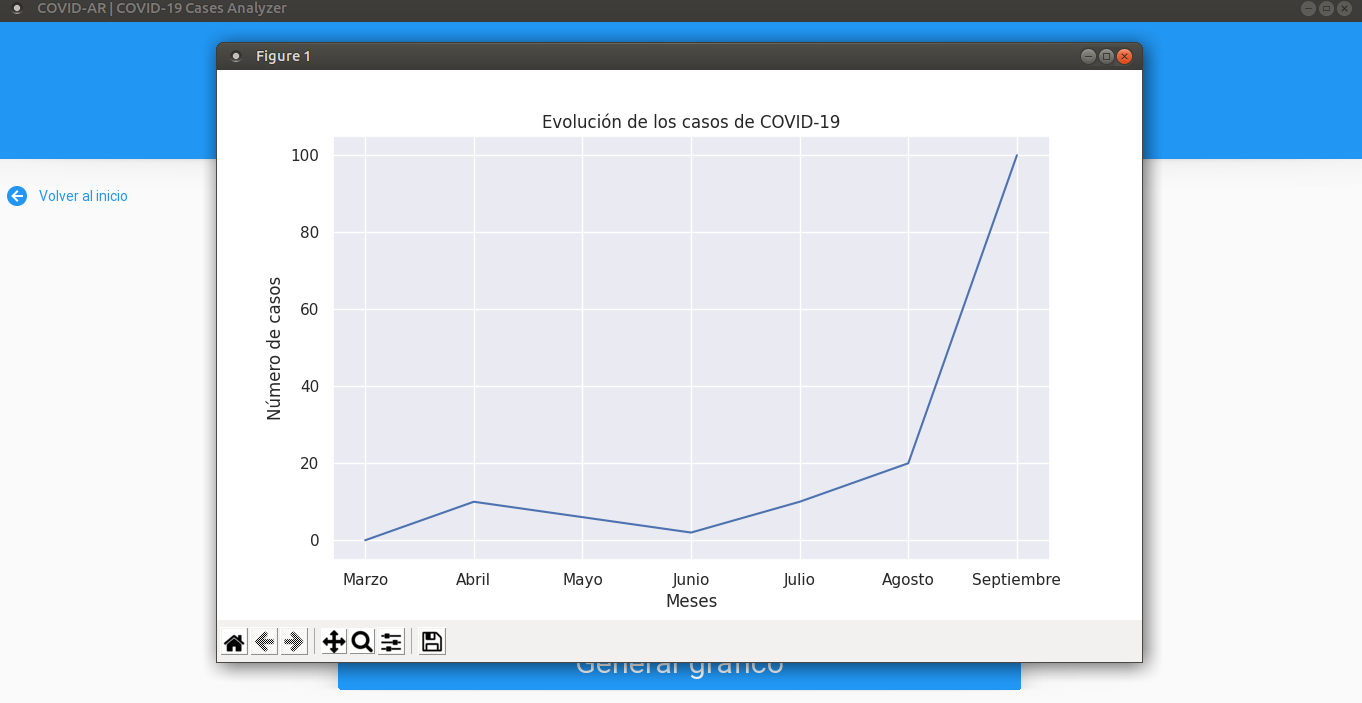 COVID-AR | COVID-19 Cases Analyzer
Figure 1
Volver al inicio
Evolución de los casos de COVID-19
100
80
60
40
20
0
Número de casos
Marzo Abril Mayo Junio Julio Agosto Septiembre
Meses
Generar gráfico